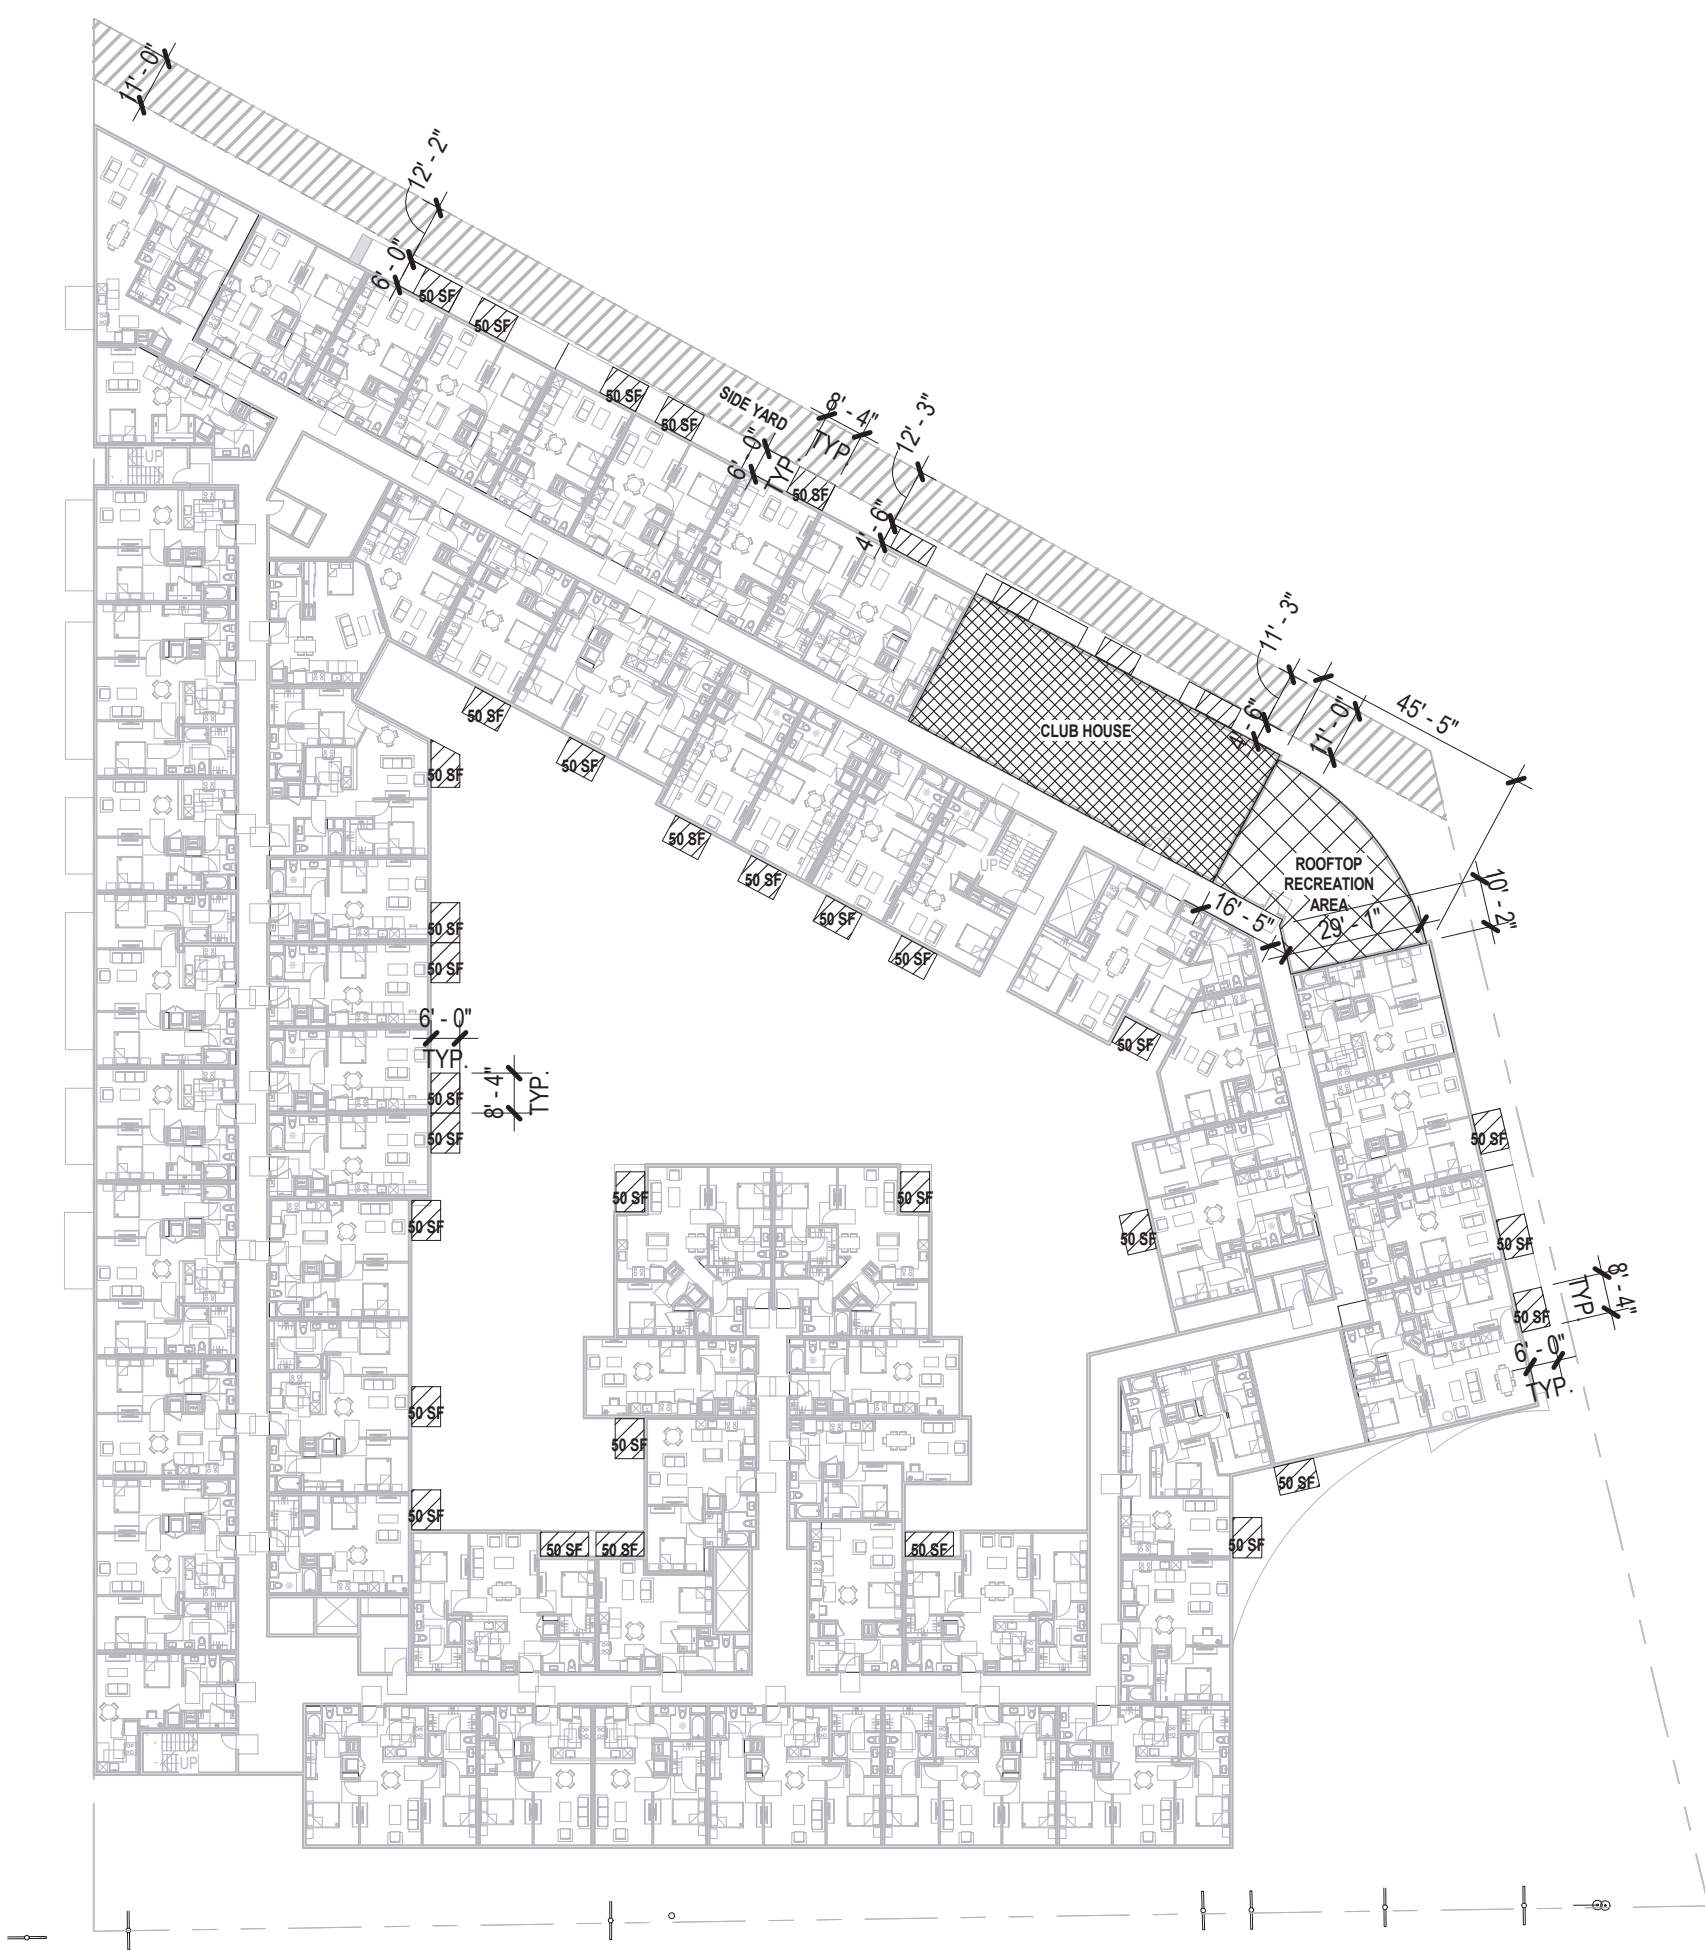 11' - 0"
12' - 2"
6' - 0"
50 SF
50 SF
50 SF
50 SF
SIDE YARD
8' - 4"
TYP.
12' - 3"
6' - 0"
TYP.
50 SF
4' - 6"
UP
11' - 3"
45' - 5"
4' - 6"
11' - 0"
CLUB HOUSE
50 SF
50 SF
50 SF
50 SF
50 SF
50 SF
50 SF
UP
ROOFTOP
RECREATION
AREA
16' - 5"
29' - 1"
10' - 2"
50 SF
50 SF
50 SF
6' - 0"
TYP.
8' - 4"
TYP.
50 SF
50 SF
50 SF
50 SF
50 SF
50 SF
50 SF
50 SF
50 SF
50 SF
8' - 4"
TYP.
6' - 0"
TYP.
50 SF
50 SF
50 SF
50 SF
50 SF
50 SF
50 SF
50 SF
UP